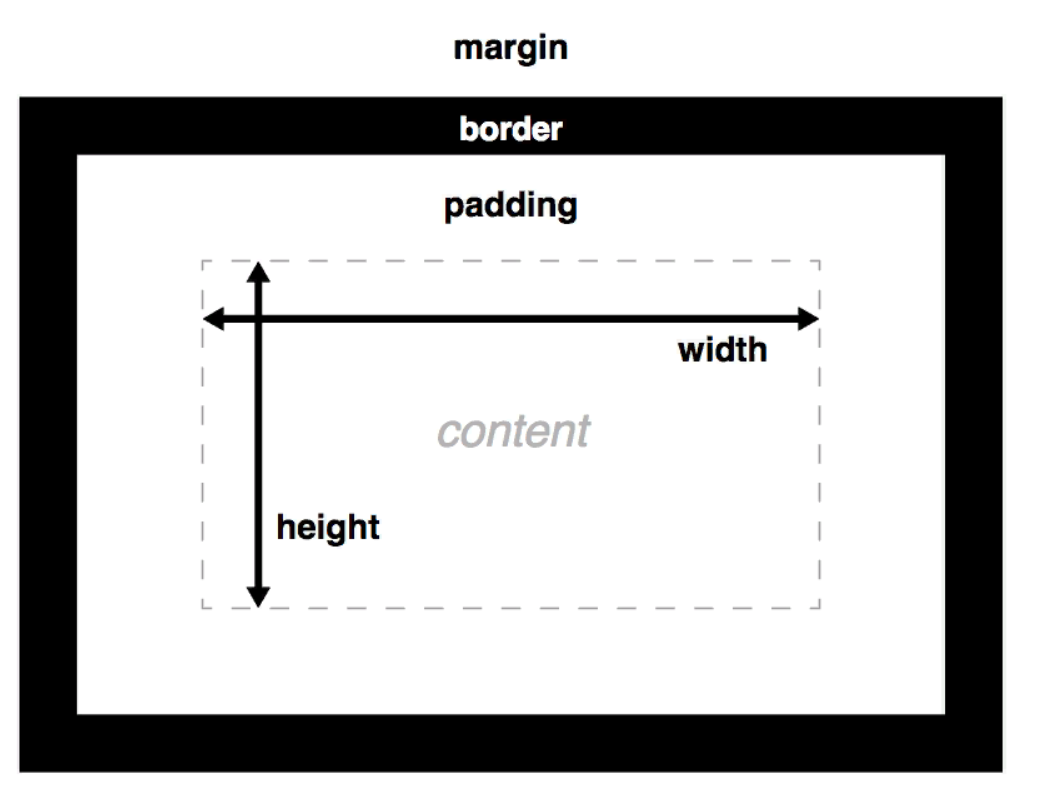 margin
border
padding
width
content
height